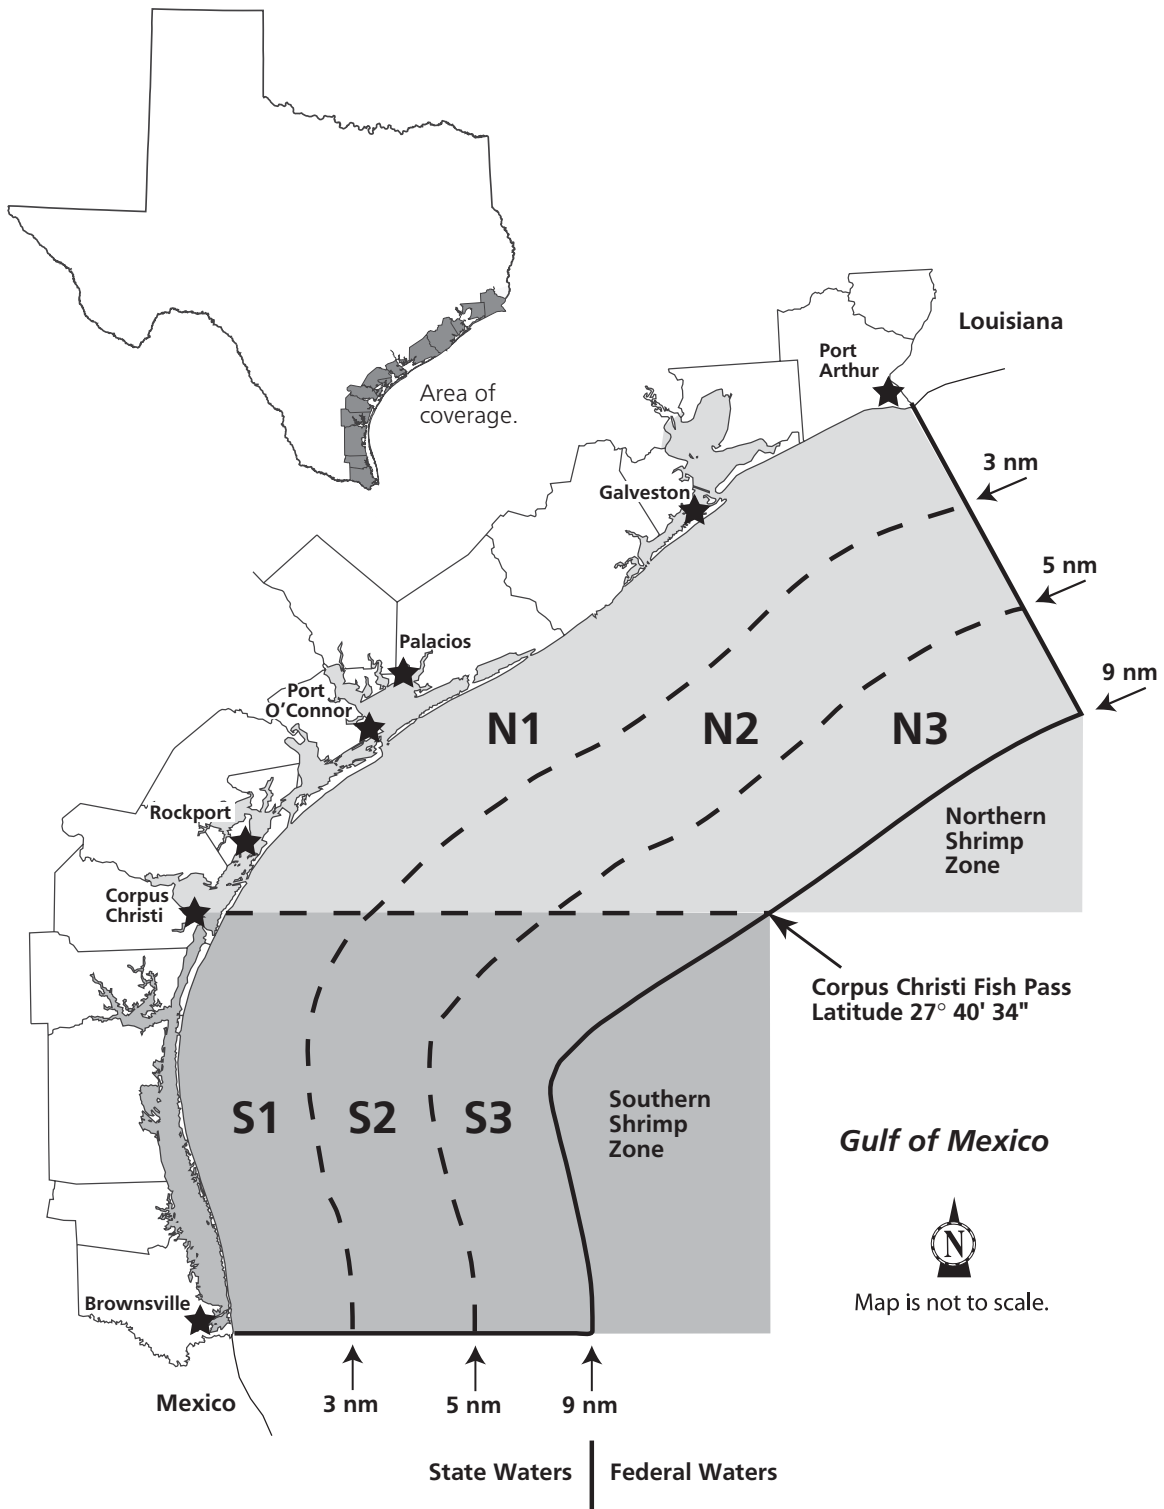 Area of
coverage.
Louisiana
Port
Arthur
3 nm
Galveston
5 nm
Palacios
9 nm
Port
O'Connor
N1
N2
N3
Rockport
Northern
Shrimp
Zone
Corpus
Christi
Corpus Christi Fish Pass
Latitude 27° 40' 34"
S1
S2
S3
Southern
Shrimp
Zone
Gulf of Mexico
N
Map is not to scale.
Brownsville
Mexico
3 nm
5 nm
9 nm
State Waters
Federal Waters